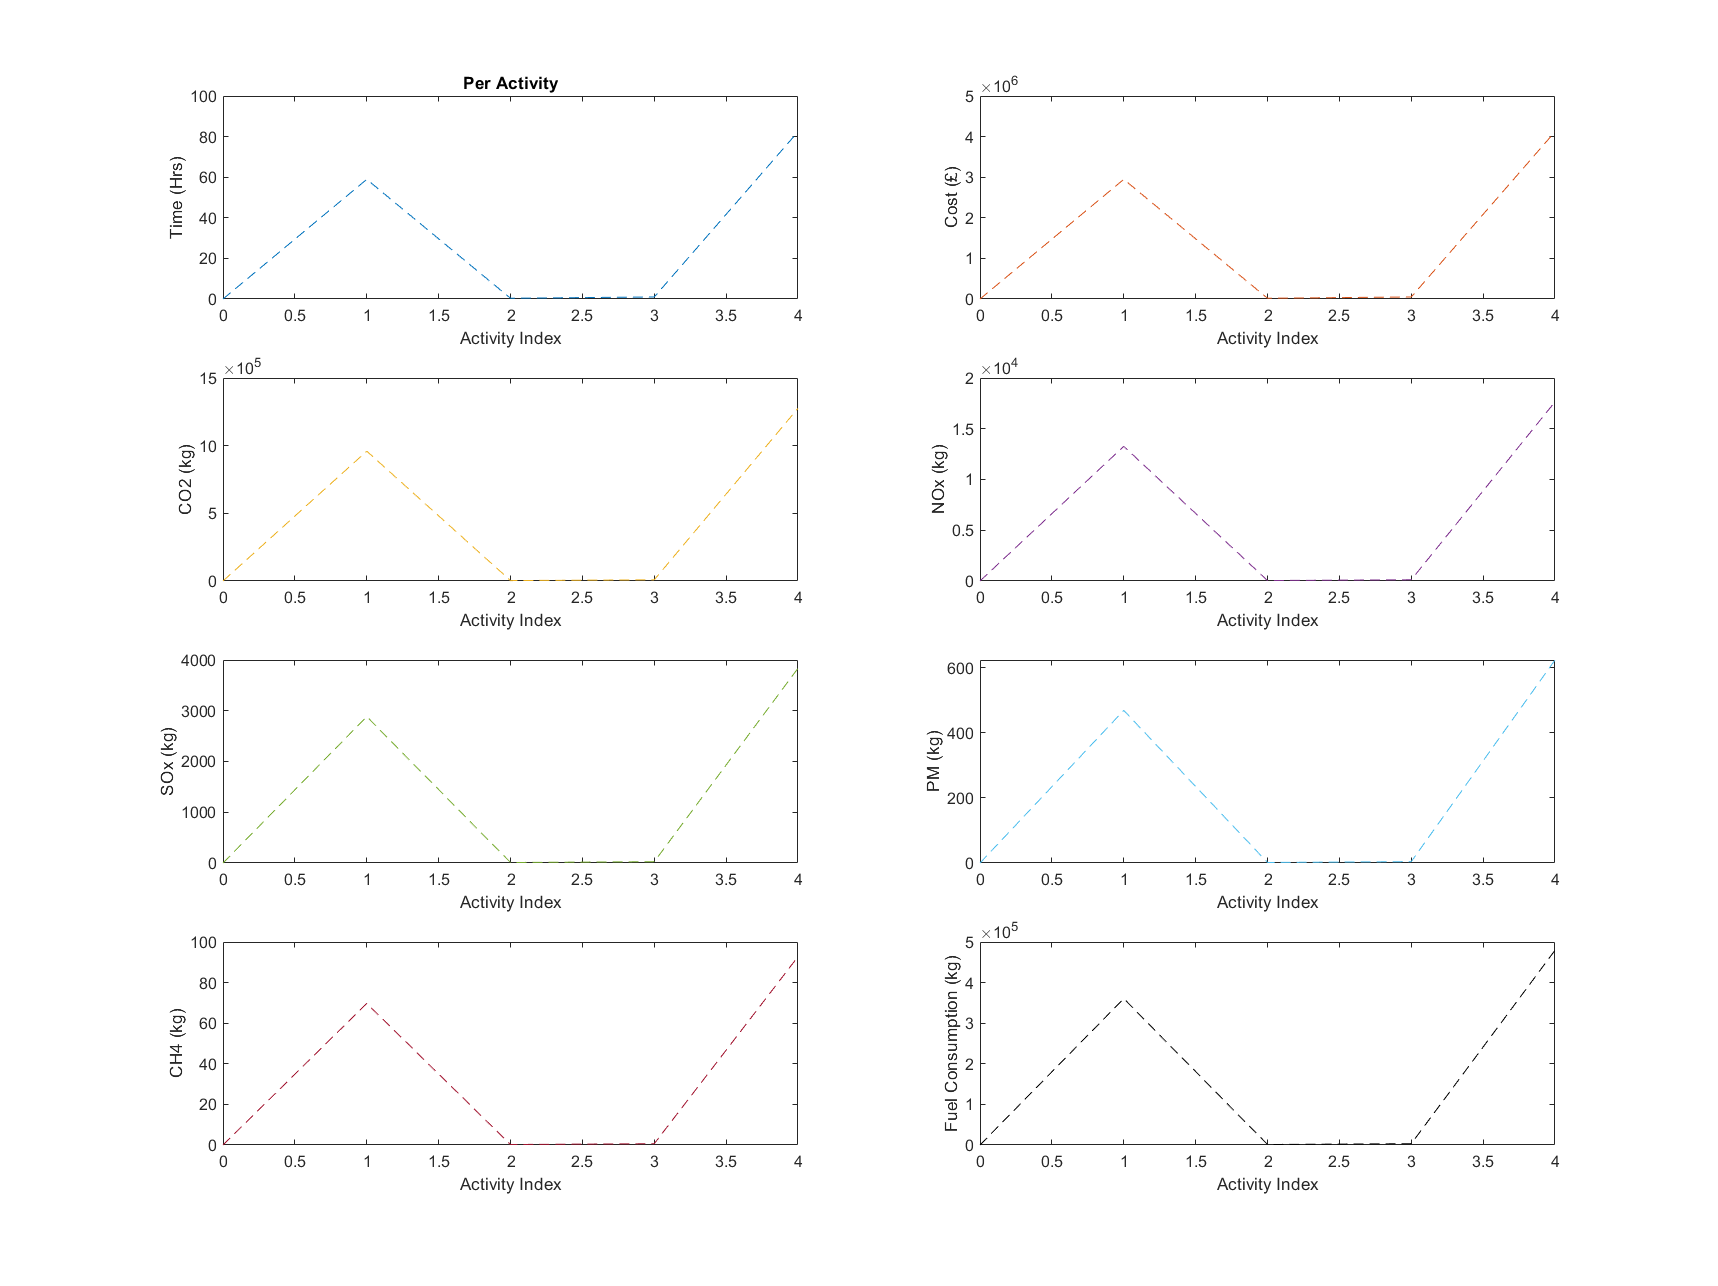 Per Activity
100
80
60
40
20
0
Time (Hrs)
0 0.5 1 1.5 2 2.5 3 3.5 4
Activity Index
×10^6
5
4
3
2
1
0
Cost (£)
0 0.5 1 1.5 2 2.5 3 3.5 4
Activity Index
×10^5
15
10
5
0
CO2 (kg)
0 0.5 1 1.5 2 2.5 3 3.5 4
Activity Index
×10^4
2
1.5
1
0.5
0
NOx (kg)
0 0.5 1 1.5 2 2.5 3 3.5 4
Activity Index
4000
3000
2000
1000
0
SOx (kg)
0 0.5 1 1.5 2 2.5 3 3.5 4
Activity Index
600
400
200
0
PM (kg)
0 0.5 1 1.5 2 2.5 3 3.5 4
Activity Index
100
80
60
40
20
0
CH4 (kg)
0 0.5 1 1.5 2 2.5 3 3.5 4
Activity Index
×10^5
5
4
3
2
1
0
Fuel Consumption (kg)
0 0.5 1 1.5 2 2.5 3 3.5 4
Activity Index